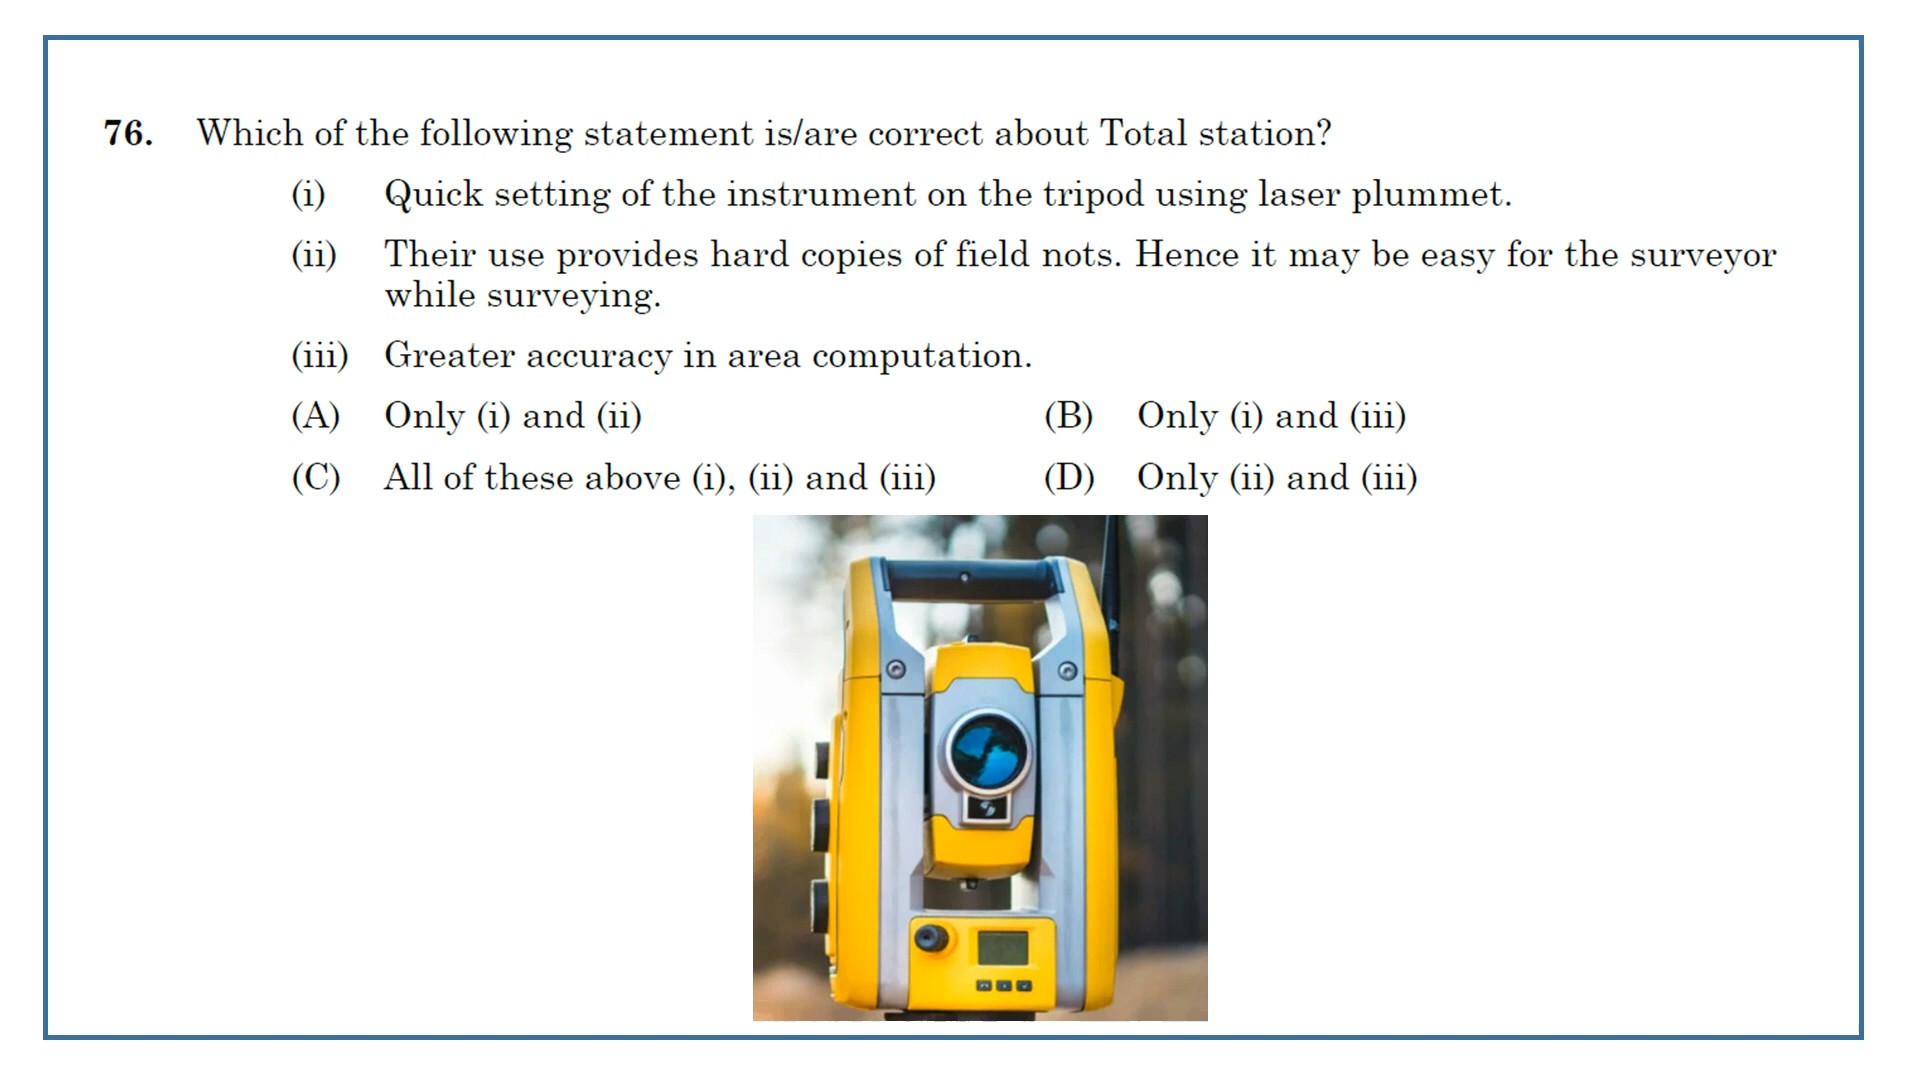 76. Which of the following statement is/are correct about Total station?
(i) Quick setting of the instrument on the tripod using laser plummet.
(ii) Their use provides hard copies of field nots. Hence it may be easy for the surveyor
while surveying.
(iii) Greater accuracy in area computation.
(A) Only (i) and (ii) (B) Only (i) and (iii)
(C) All of these above (i), (ii) and (iii) (D) Only (ii) and (iii)